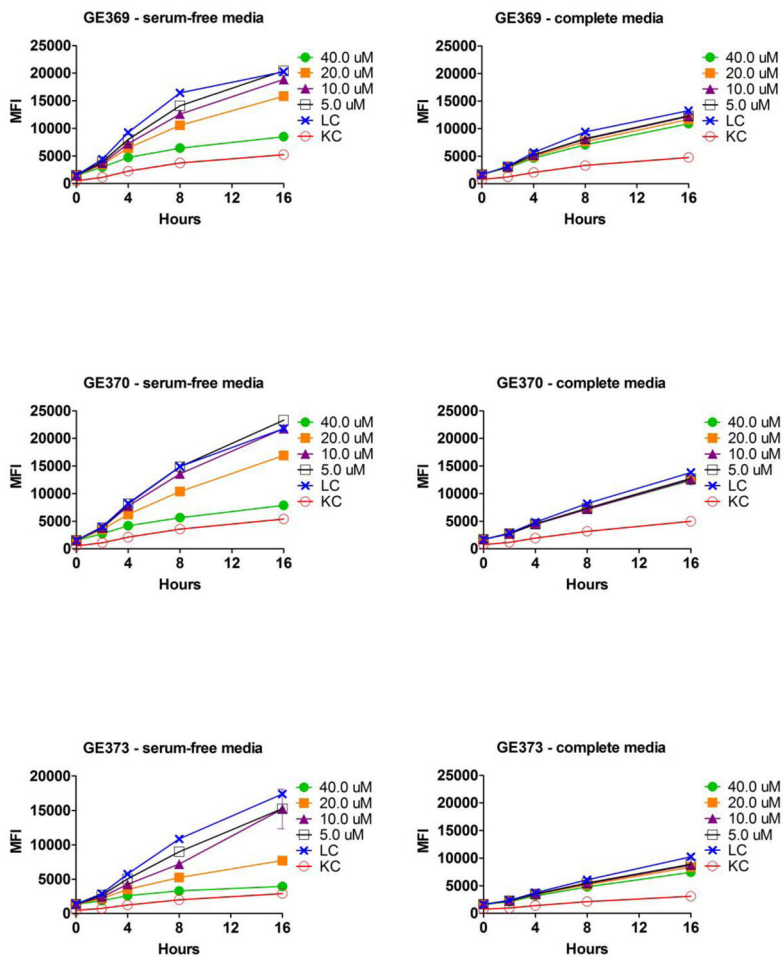 GE369 - serum-free media
25000
20000
15000
10000
5000
0
MFI
0 4 8 12 16
Hours
40.0 uM
20.0 uM
10.0 uM
5.0 uM
LC
KC
GE369 - complete media
25000
20000
15000
10000
5000
0
MFI
0 4 8 12 16
Hours
40.0 uM
20.0 uM
10.0 uM
5.0 uM
LC
KC
GE370 - serum-free media
25000
20000
15000
10000
5000
0
MFI
0 4 8 12 16
Hours
40.0 uM
20.0 uM
10.0 uM
5.0 uM
LC
KC
GE370 - complete media
25000
20000
15000
10000
5000
0
MFI
0 4 8 12 16
Hours
40.0 uM
20.0 uM
10.0 uM
5.0 uM
LC
KC
GE373 - serum-free media
20000
15000
10000
5000
0
MFI
0 4 8 12 16
Hours
40.0 uM
20.0 uM
10.0 uM
5.0 uM
LC
KC
GE373 - complete media
25000
20000
15000
10000
5000
0
MFI
0 4 8 12 16
Hours
40.0 uM
20.0 uM
10.0 uM
5.0 uM
LC
KC